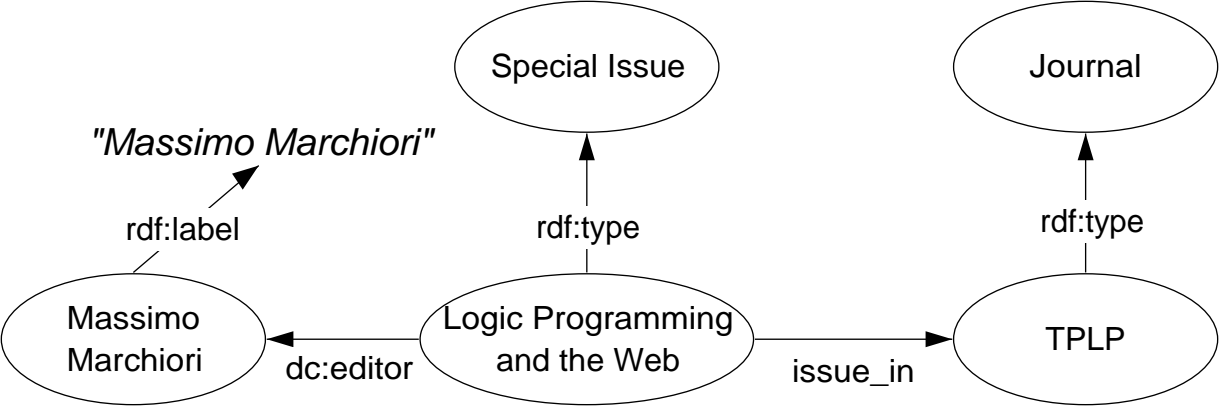 Special Issue
Journal
"Massimo Marchiori"
rdf:label
rdf:type
rdf:type
Massimo
Marchiori
Logic Programming
and the Web
TPLP
dc:editor
issue_in